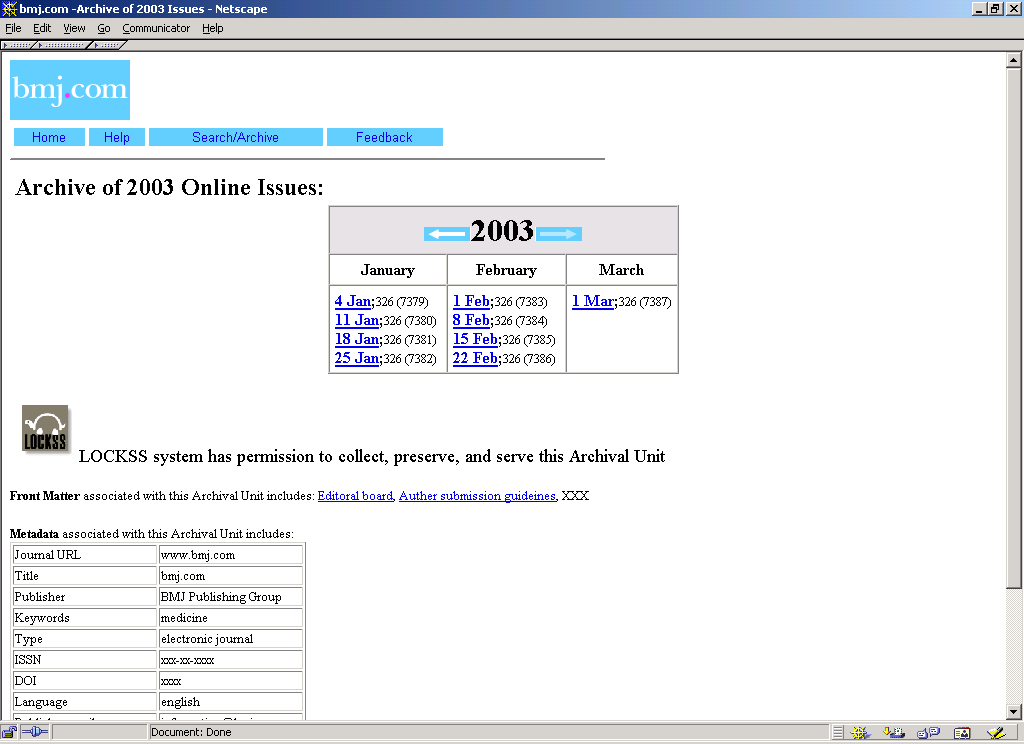 bmj.com -Archive of 2003 Issues - Netscape
File Edit View Go Communicator Help
bmj.com
Home Help Search/Archive Feedback
Archive of 2003 Online Issues:
2003
January February March
4 Jan;326 (7379) 1 Feb;326 (7383) 1 Mar;326 (7387)
11 Jan;326 (7380) 8 Feb;326 (7384)
18 Jan;326 (7381) 15 Feb;326 (7385)
25 Jan;326 (7382) 22 Feb;326 (7386)
LOCKSS
LOCKSS system has permission to collect, preserve, and serve this Archival Unit
Front Matter associated with this Archival Unit includes: Editoral board, Auther submission guideines, XXX
Metadata associated with this Archival Unit includes:
Journal URL www.bmj.com
Title bmj.com
Publisher BMJ Publishing Group
Keywords medicine
Type electronic journal
ISSN xxx-xx-xxxx
DOI xxxx
Language english
Document: Done